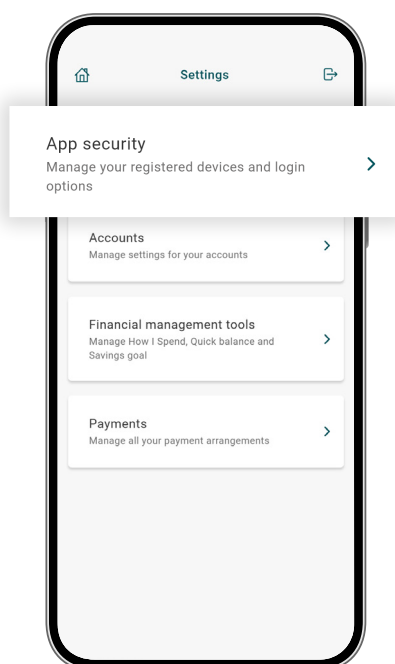 Settings
App security
Manage your registered devices and login
options
Accounts
Manage settings for your accounts
Financial management tools
Manage How I Spend, Quick balance and
Savings goal
Payments
Manage all your payment arrangements